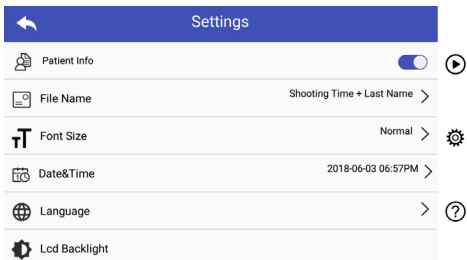 Settings
Patient Info
File Name
Shooting Time + Last Name
Font Size
Normal
Date&Time
2018-06-03 06:57PM
Language
Lcd Backlight